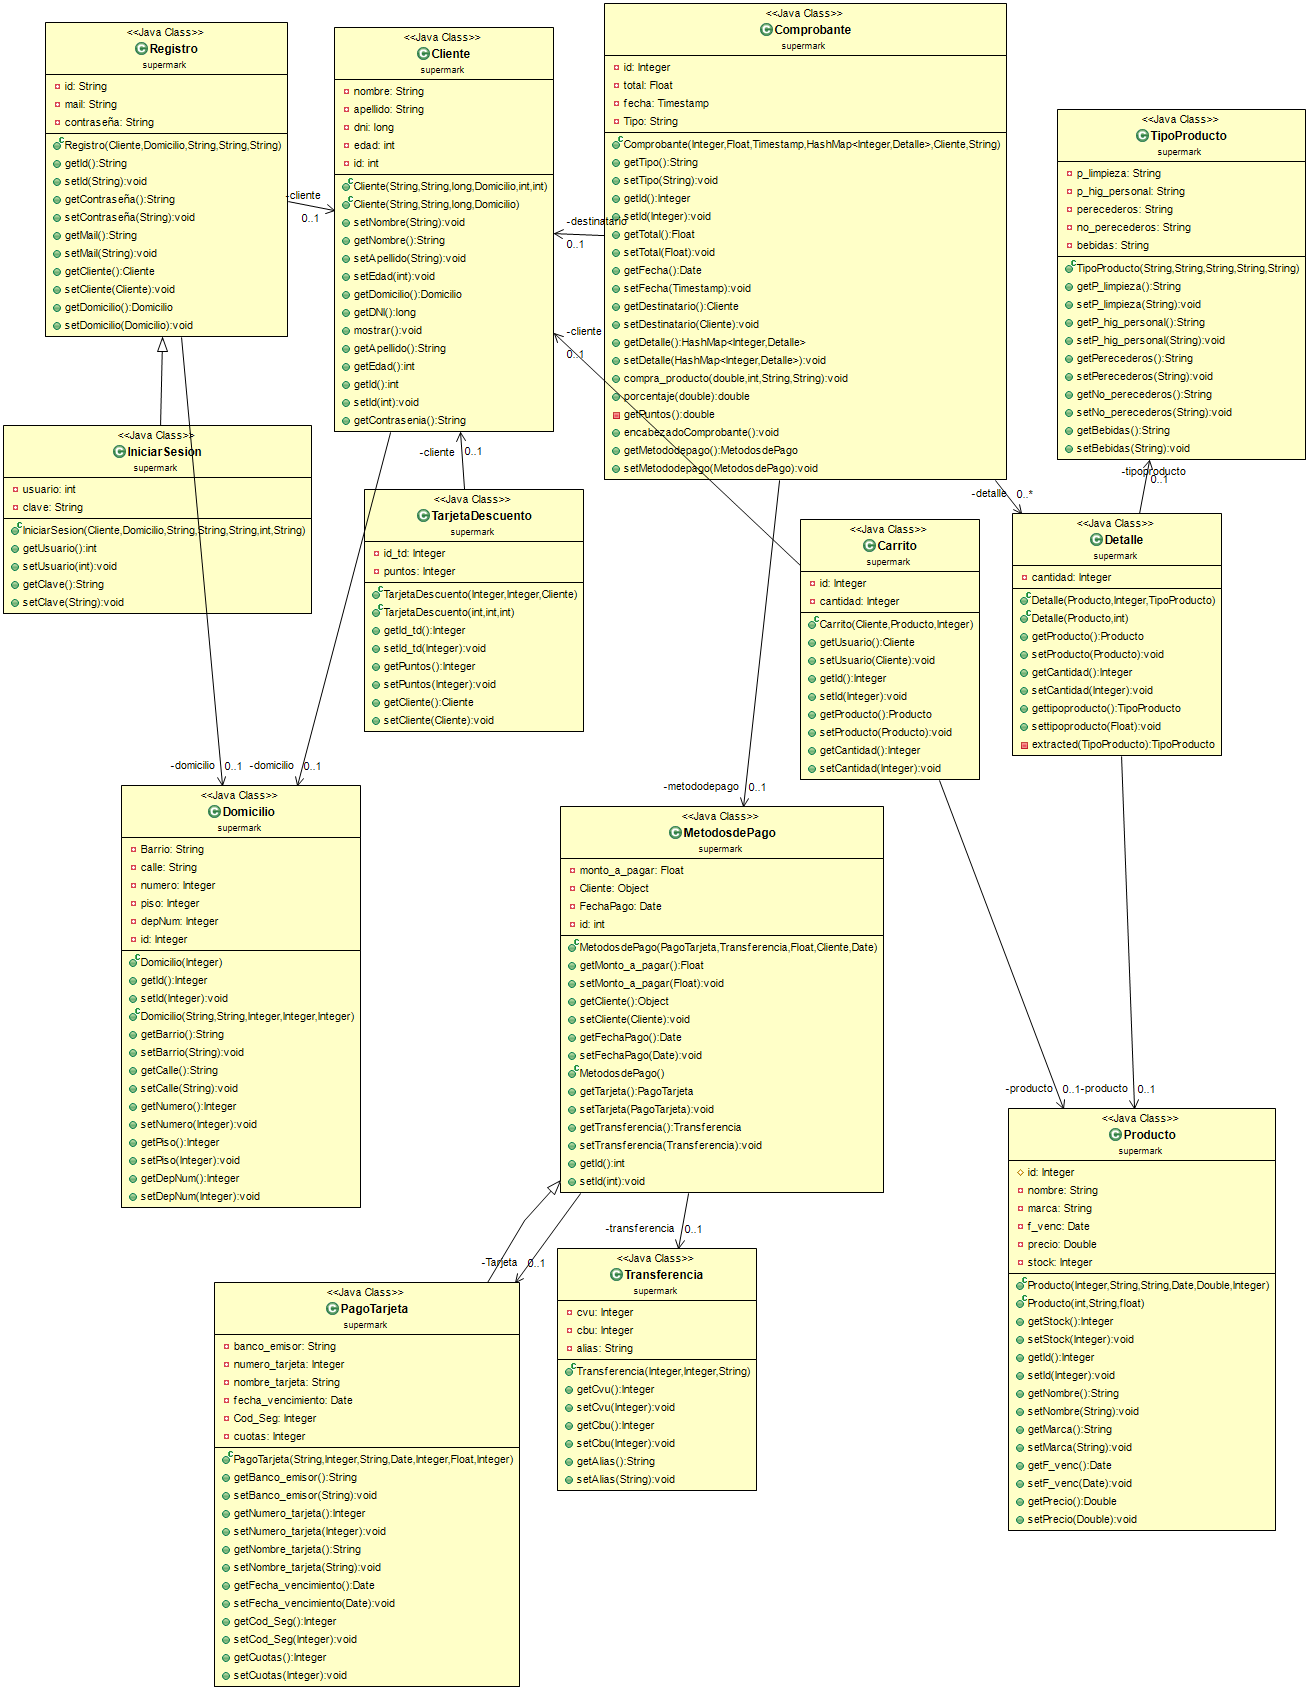 <<Java Class>>
Registro
supermark
id: String
mail: String
contraseña: String
Registro(Cliente,Domicilio,String,String,String)
getId():String
setId(String):void
getContraseña():String
setContraseña(String):void
getMail():String
setMail(String):void
getCliente():Cliente
setCliente(Cliente):void
getDomicilio():Domicilio
setDomicilio(Domicilio):void
-cliente
0..1
<<Java Class>>
Cliente
supermark
nombre: String
apellido: String
dni: long
edad: int
id: int
Cliente(String,String,long,Domicilio,int,int)
Cliente(String,String,long,Domicilio)
setNombre(String):void
getNombre():String
setApellido(String):void
setEdad(int):void
getDomicilio():Domicilio
getDNI():long
mostrar():void
getApellido():String
getEdad():int
getId():int
setId(int):void
getContrasenia():String
-destinatario
0..1
-cliente
0..1
<<Java Class>>
Comprobante
supermark
id: Integer
total: Float
fecha: Timestamp
Tipo: String
Comprobante(Integer,Float,Timestamp,HashMap<Integer,Detalle>,Cliente,String)
getTipo():String
setTipo(String):void
getId():Integer
setId(Integer):void
getTotal():Float
setTotal(Float):void
getFecha():Date
setFecha(Timestamp):void
getDestinatario():Cliente
setDestinatario(Cliente):void
getDetalle():HashMap<Integer,Detalle>
setDetalle(HashMap<Integer,Detalle>):void
compra_producto(double,int,String,String):void
porcentaje(double):double
getPuntos():double
encabezadoComprobante():void
getMetododepago():MetodosdePago
setMetododepago(MetodosdePago):void
<<Java Class>>
TipoProducto
supermark
p_limpieza: String
p_hig_personal: String
perecederos: String
no_perecederos: String
bebidas: String
TipoProducto(String,String,String,String,String)
getP_limpieza():String
setP_limpieza(String):void
getP_hig_personal():String
setP_hig_personal(String):void
getPerecederos():String
setPerecederos(String):void
getNo_perecederos():String
setNo_perecederos(String):void
getBebidas():String
setBebidas(String):void
-tipoproducto
0..1
-detalle
0..*
<<Java Class>>
IniciarSesion
supermark
usuario: int
clave: String
IniciarSesion(Cliente,Domicilio,String,String,String,int,String)
getUsuario():int
setUsuario(int):void
getClave():String
setClave(String):void
-cliente
0..1
<<Java Class>>
TarjetaDescuento
supermark
id_td: Integer
puntos: Integer
TarjetaDescuento(Integer,Integer,Cliente)
TarjetaDescuento(int,int,int)
getId_td():Integer
setId_td(Integer):void
getPuntos():Integer
setPuntos(Integer):void
getCliente():Cliente
setCliente(Cliente):void
<<Java Class>>
Carrito
supermark
id: Integer
cantidad: Integer
Carrito(Cliente,Producto,Integer)
getUsuario():Cliente
setUsuario(Cliente):void
getId():Integer
setId(Integer):void
getProducto():Producto
setProducto(Producto):void
getCantidad():Integer
setCantidad(Integer):void
<<Java Class>>
Detalle
supermark
cantidad: Integer
Detalle(Producto,Integer,TipoProducto)
Detalle(Producto,int)
getProducto():Producto
setProducto(Producto):void
getCantidad():Integer
setCantidad(Integer):void
gettipoproducto():TipoProducto
settipoproducto(Float):void
extracted(TipoProducto):TipoProducto
-domicilio
0..1
-domicilio
0..1
-metododepago
0..1
<<Java Class>>
Domicilio
supermark
Barrio: String
calle: String
numero: Integer
piso: Integer
depNum: Integer
id: Integer
Domicilio(Integer)
getId():Integer
setId(Integer):void
Domicilio(String,String,Integer,Integer,Integer)
getBarrio():String
setBarrio(String):void
getCalle():String
setCalle(String):void
getNumero():Integer
setNumero(Integer):void
getPiso():Integer
setPiso(Integer):void
getDepNum():Integer
setDepNum(Integer):void
<<Java Class>>
MetodosdePago
supermark
monto_a_pagar: Float
Cliente: Object
FechaPago: Date
id: int
MetodosdePago(PagoTarjeta,Transferencia,Float,Cliente,Date)
getMonto_a_pagar():Float
setMonto_a_pagar(Float):void
getCliente():Object
setCliente(Cliente):void
getFechaPago():Date
setFechaPago(Date):void
MetodosdePago()
getTarjeta():PagoTarjeta
setTarjeta(PagoTarjeta):void
getTransferencia():Transferencia
setTransferencia(Transferencia):void
getId():int
setId(int):void
-producto
0..1
-producto
0..1
<<Java Class>>
Producto
supermark
id: Integer
nombre: String
marca: String
f_venc: Date
precio: Double
stock: Integer
Producto(Integer,String,String,Date,Double,Integer)
Producto(int,String,float)
getStock():Integer
setStock(Integer):void
getId():Integer
setId(Integer):void
getNombre():String
setNombre(String):void
getMarca():String
setMarca(String):void
getF_venc():Date
setF_venc(Date):void
getPrecio():Double
setPrecio(Double):void
-Tarjeta
0..1
-transferencia
0..1
<<Java Class>>
PagoTarjeta
supermark
banco_emisor: String
numero_tarjeta: Integer
nombre_tarjeta: String
fecha_vencimiento: Date
Cod_Seg: Integer
cuotas: Integer
PagoTarjeta(String,Integer,String,Date,Integer,Float,Integer)
getBanco_emisor():String
setBanco_emisor(String):void
getNumero_tarjeta():Integer
setNumero_tarjeta(Integer):void
getNombre_tarjeta():String
setNombre_tarjeta(String):void
getFecha_vencimiento():Date
setFecha_vencimiento(Date):void
getCod_Seg():Integer
setCod_Seg(Integer):void
getCuotas():Integer
setCuotas(Integer):void
<<Java Class>>
Transferencia
supermark
cvu: Integer
cbu: Integer
alias: String
Transferencia(Integer,Integer,String)
getCvu():Integer
setCvu(Integer):void
getCbu():Integer
setCbu(Integer):void
getAlias():String
setAlias(String):void